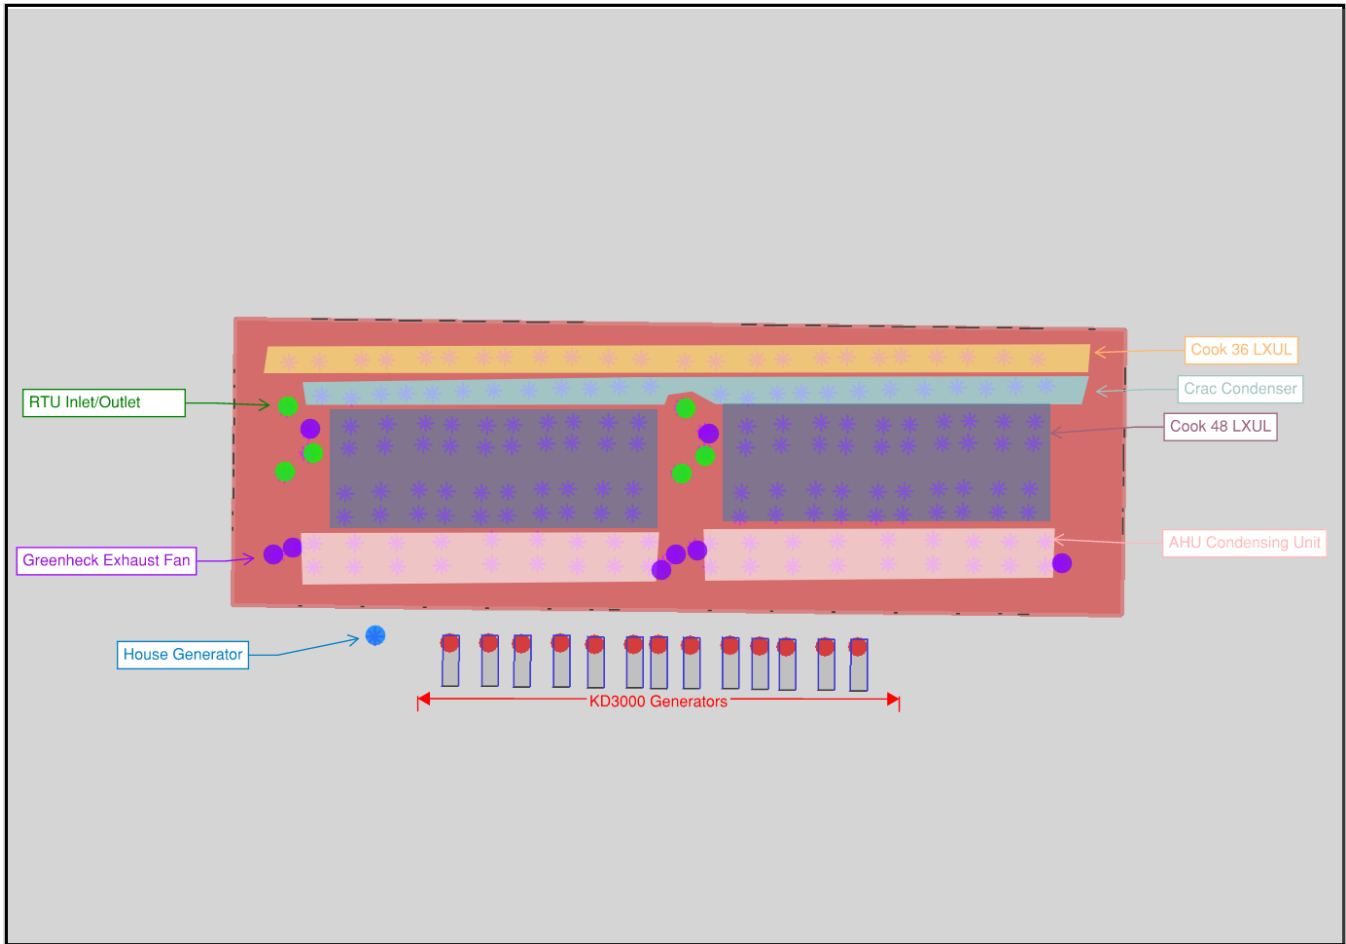 Cook 36 LXUL
Crac Condenser
RTU Inlet/Outlet
Cook 48 LXUL
AHU Condensing Unit
Greenheck Exhaust Fan
House Generator
KD3000 Generators